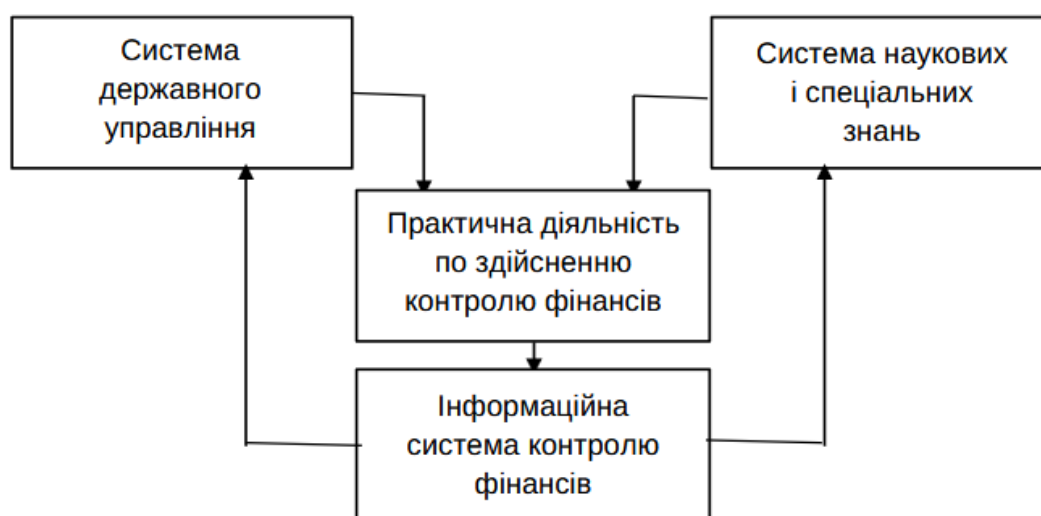 Система
державного
управління
Система наукових
і спеціальних
знань
Практична діяльність
по здійсненню
контролю фінансів
Інформаційна
система контролю
фінансів